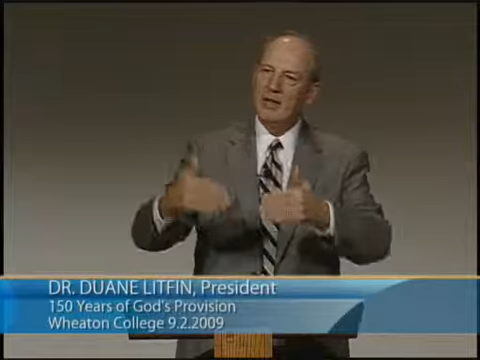 DR. DUANE LITFIN, President
150 Years of God's Provision
Wheaton College 9.2.2009